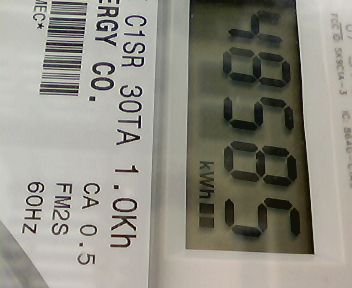 48585
kWh
C1SR 30TA 1.0Kh
ERGY CO.
CA 0.5
FM2S
60HZ